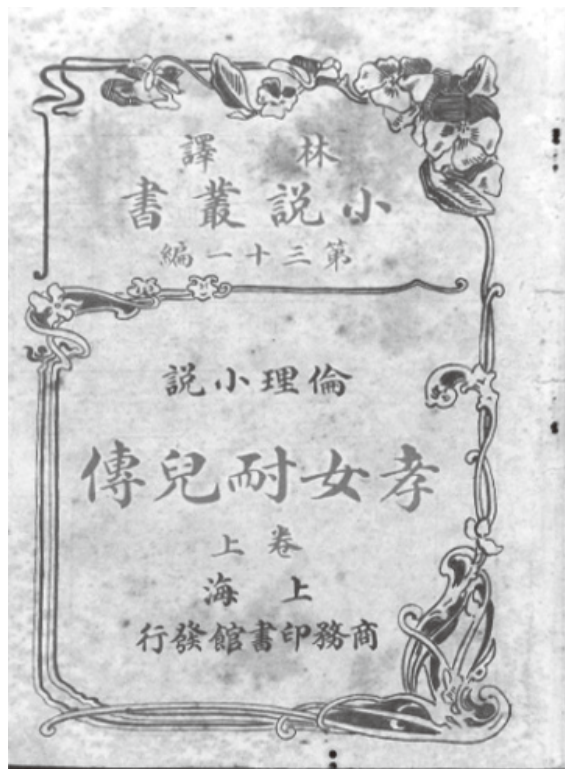 林譯
小說叢書
第三十一編
倫理小說
孝女耐兒傳
卷上
上海
商務印書館發行